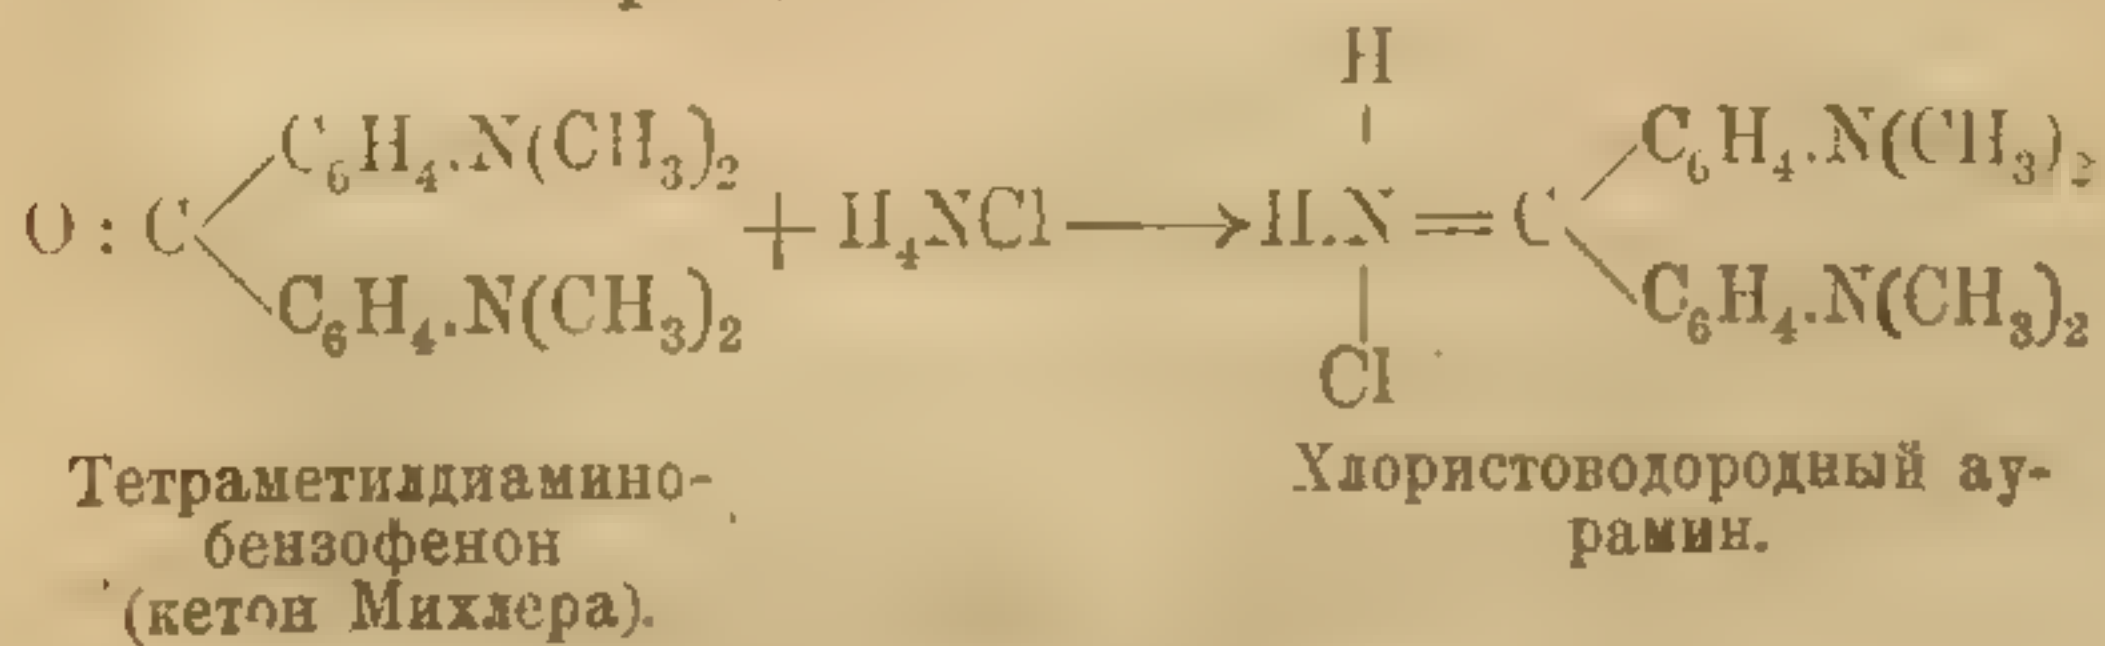 H
C₆H₄.N(CH₃)₂ C₆H₄.N(CH₃)₂
O : C + H₄NCl ⟶ H.N = C
C₆H₄.N(CH₃)₂ C₆H₄.N(CH₃)₂
Cl
Тетраметилдиамино- Хлористоводородный ау-
бензофенон рамин.
(кетон Михлера).